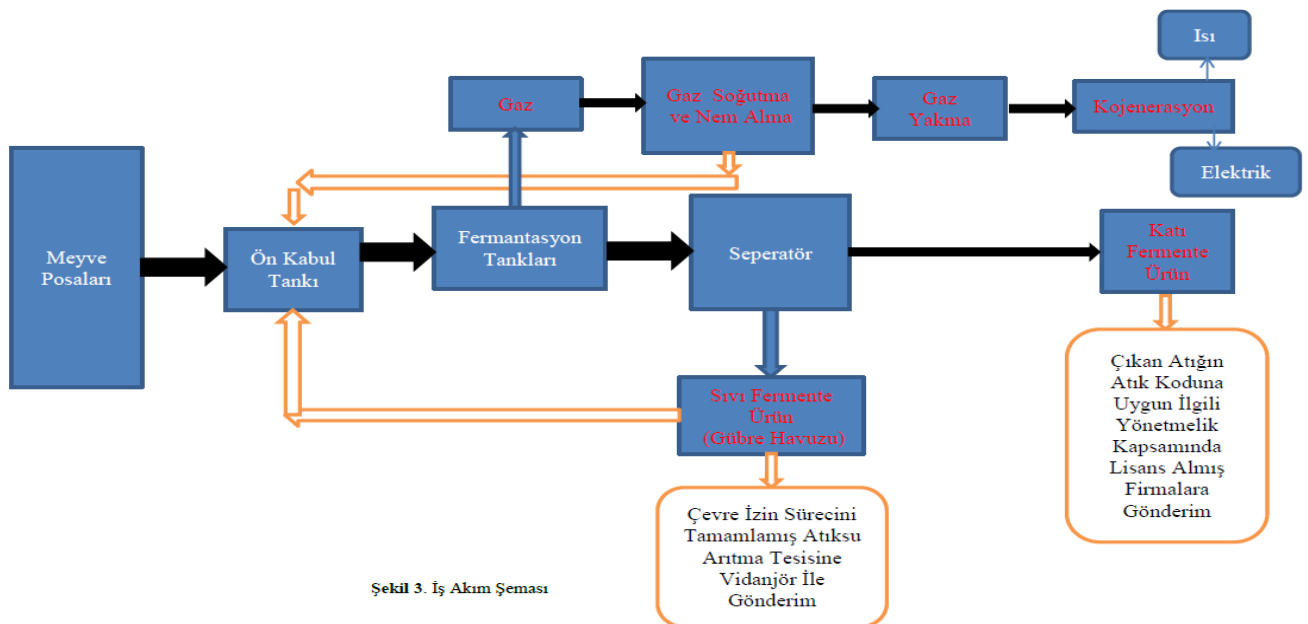 Isı
Gaz
Gaz Soğutma
ve Nem Alma
Gaz
Yakma
Kojenerasyon
Elektrik
Meyve
Posaları
Ön Kabul
Tankı
Fermantasyon
Tankları
Seperatör
Katı
Fermente
Ürün
Sıvı Fermente
Ürün
(Gübre Havuzu)
Çıkan Atığın
Atık Koduna
Uygun İlgili
Yönetmelik
Kapsamında
Lisans Almış
Firmalara
Gönderim
Çevre İzin Sürecini
Tamamlamış Atıksu
Arıtma Tesisine
Vidanjör İle
Gönderim
Şekil 3. İş Akım Şeması